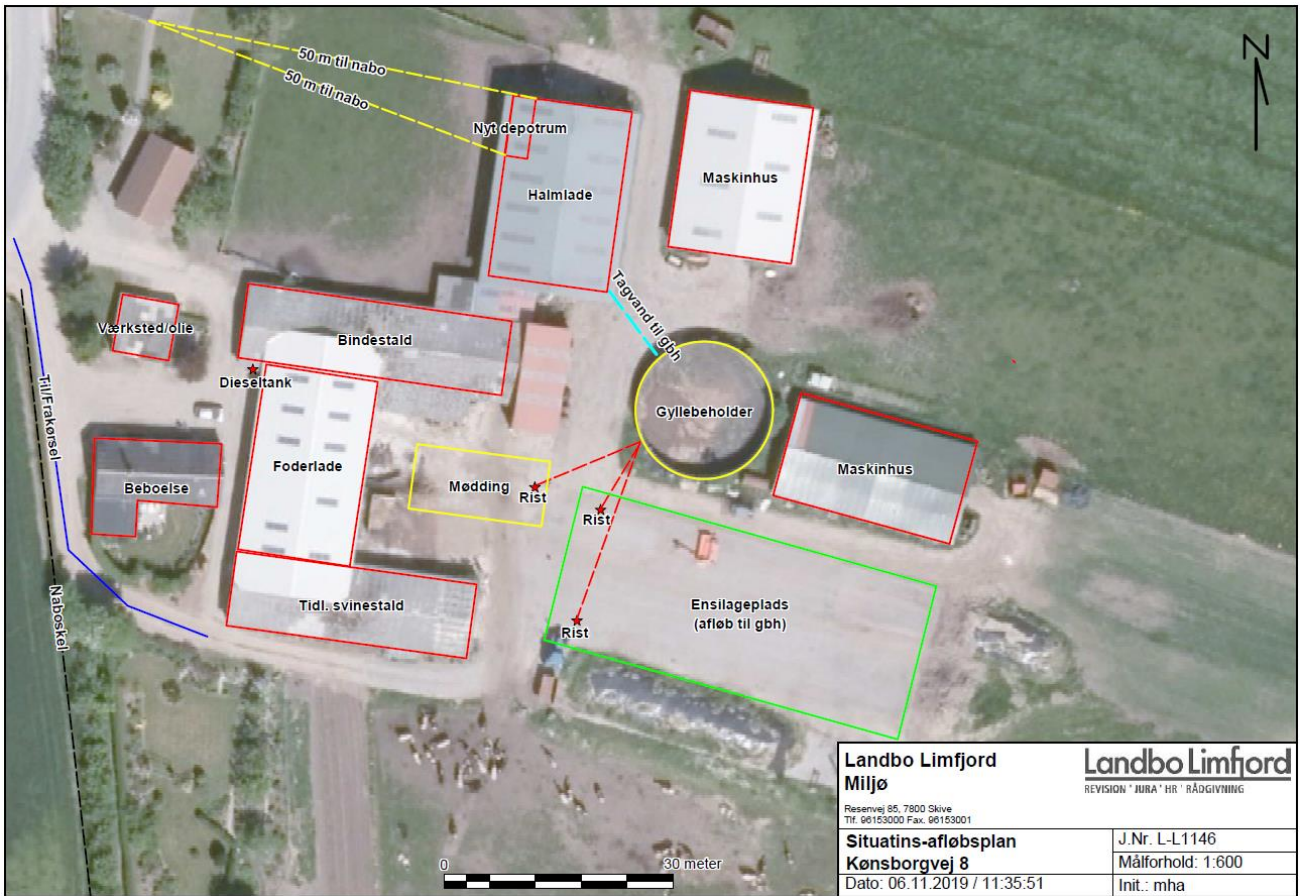 N
50 m til nabo
50 m til nabo
Nyt depotrum
Halmlade
Maskinhus
Tagvand til gbh
Værksted/olie
Bindestald
Dieseltank
Gyllebeholder
Til/Frakørsel
Foderlade
Maskinhus
Beboelse
Mødding
Rist
Rist
Naboskel
Tidl. svinestald
Ensilageplads
(afløb til gbh)
Rist
0 30 meter
Landbo Limfjord
Miljø
Resenvej 85, 7800 Skive
Tlf. 96153000 Fax. 96153001
Landbo Limfjord
REVISION * JURA * HR * RÅDGIVNING
Situatins-afløbsplan
Kønsborgvej 8
Dato: 06.11.2019 / 11:35:51
J.Nr. L-L1146
Målforhold: 1:600
Init.: mha